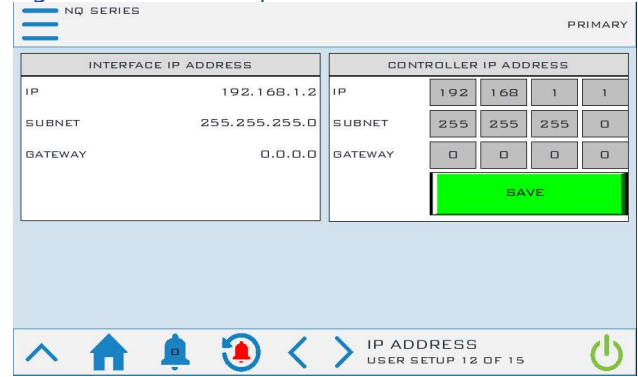 NQ SERIES
PRIMARY
INTERFACE IP ADDRESS
IP 192.168.1.2
SUBNET 255.255.255.0
GATEWAY 0.0.0.0
CONTROLLER IP ADDRESS
IP 192 168 1 1
SUBNET 255 255 255 0
GATEWAY 0 0 0 0
SAVE
0
IP ADDRESS
USER SETUP 12 OF 15